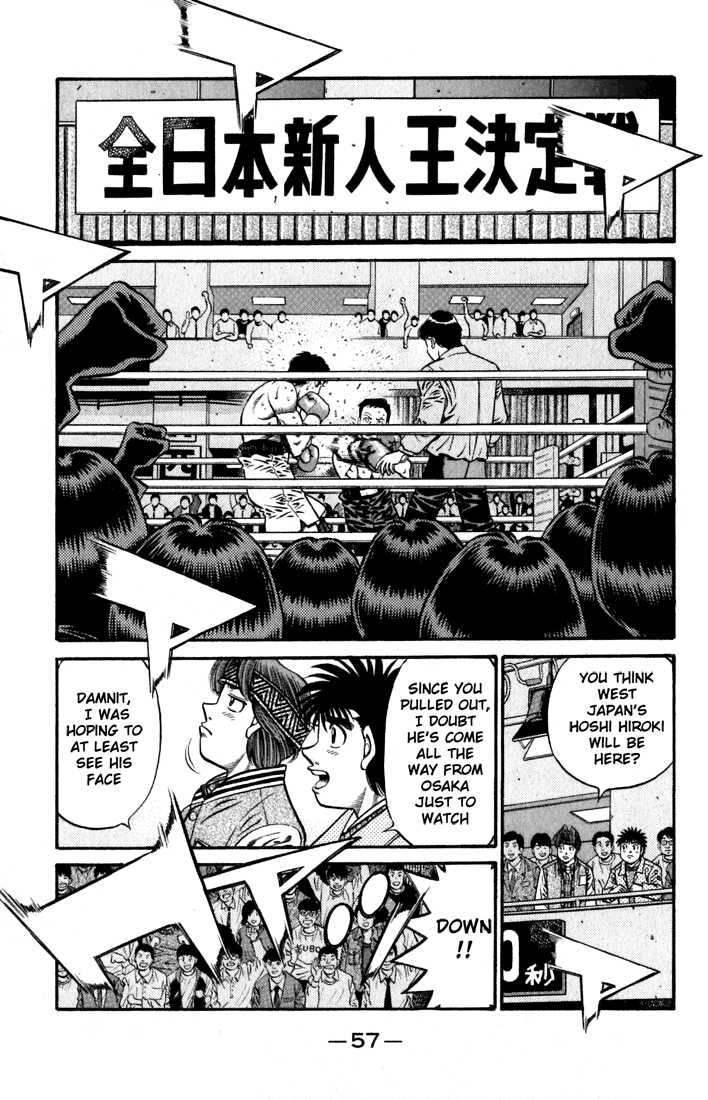 全日本新人王決定戦
YOU THINK
WEST
JAPAN'S
HOSHI HIROKI
WILL BE
HERE?
SINCE YOU
PULLED OUT,
I DOUBT
HE'S COME
ALL THE
WAY FROM
OSAKA
JUST TO
WATCH
DAMNIT,
I WAS
HOPING TO
AT LEAST
SEE HIS
FACE
DOWN
!!
0秒
—57—